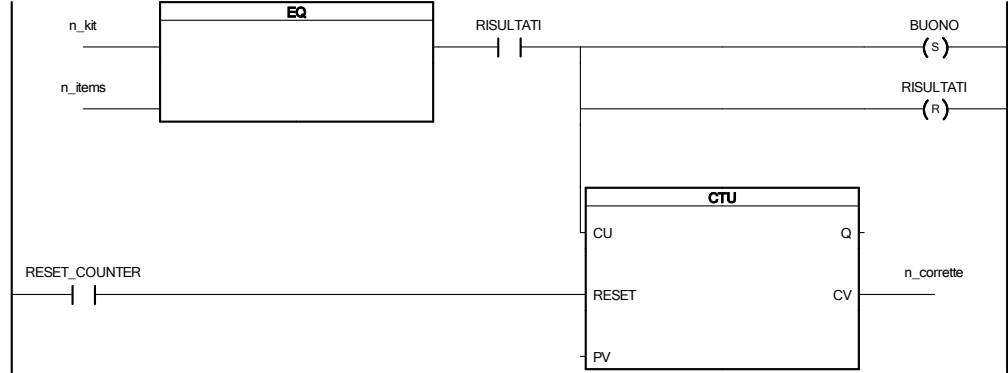 EQ
n_kit
RISULTATI
BUONO
S
n_items
RISULTATI
R
CTU
CU
Q
RESET_COUNTER
n_corrette
RESET
CV
PV